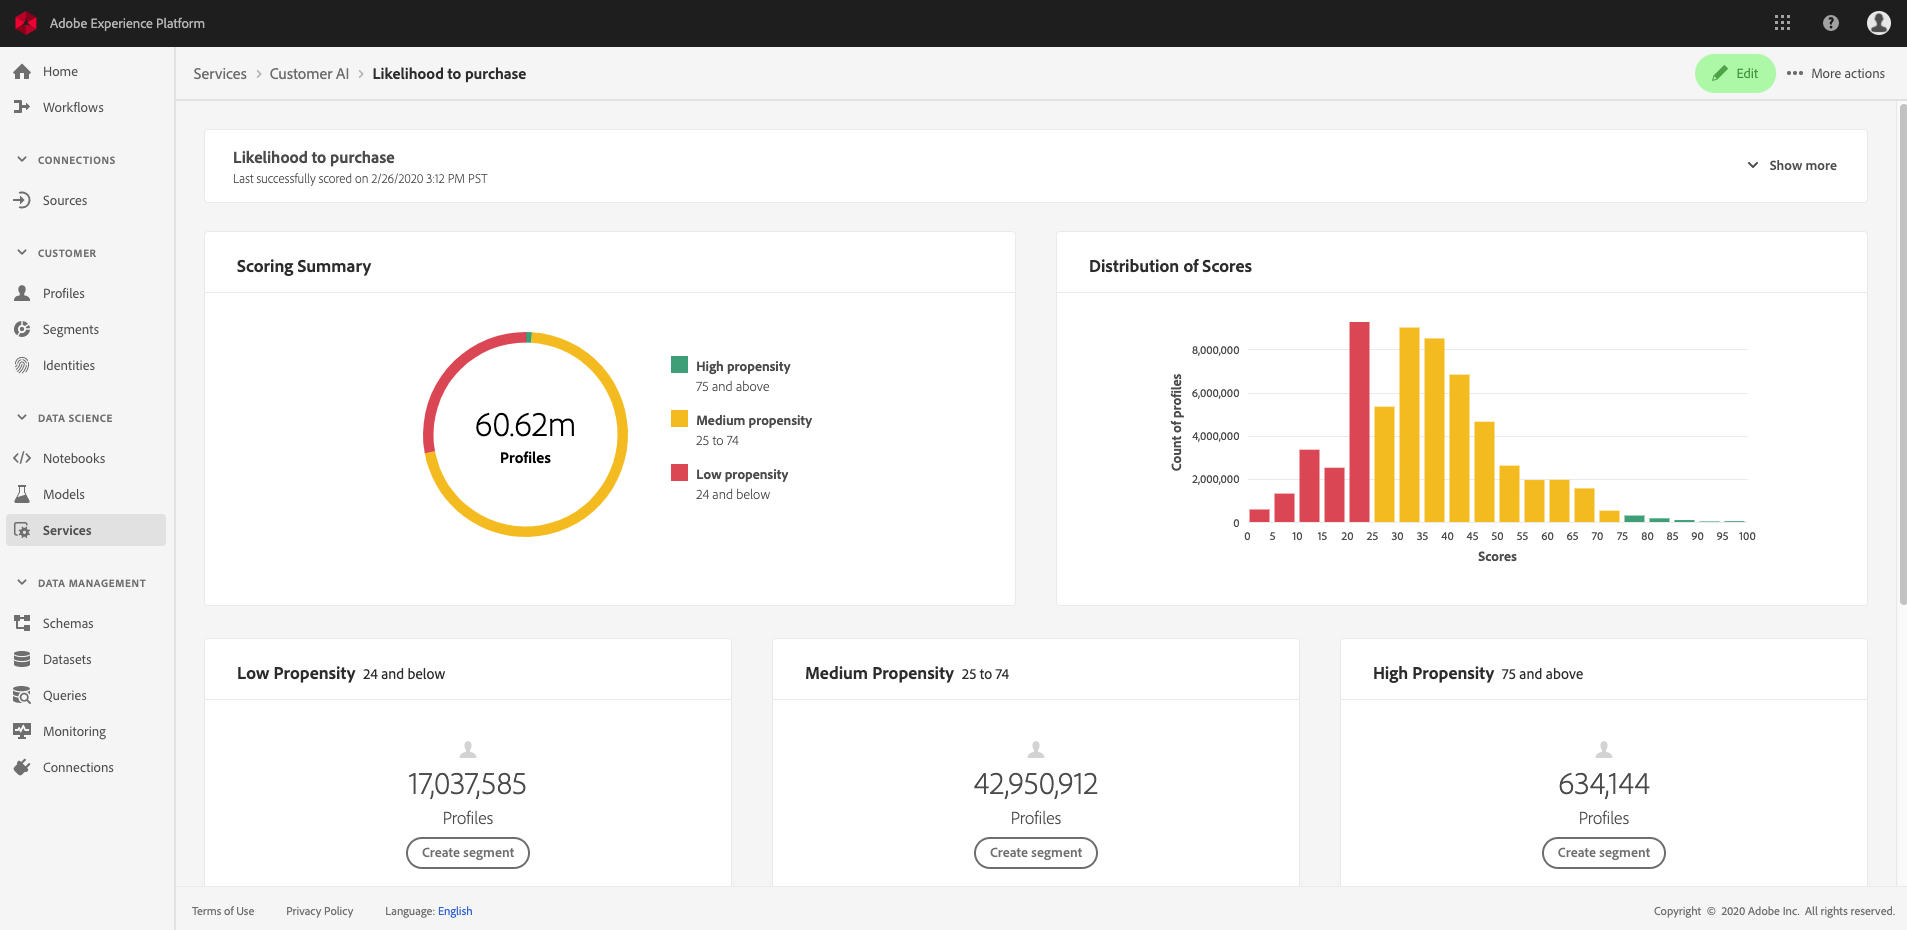 Adobe Experience Platform
Home
Workflows
CONNECTIONS
Sources
CUSTOMER
Profiles
Segments
Identities
DATA SCIENCE
Notebooks
Models
Services
DATA MANAGEMENT
Schemas
Datasets
Queries
Monitoring
Connections
Services > Customer AI > Likelihood to purchase
Edit
More actions
Likelihood to purchase
Last successfully scored on 2/26/2020 3:12 PM PST
Show more
Scoring Summary
60.62m
Profiles
High propensity
75 and above
Medium propensity
25 to 74
Low propensity
24 and below
Distribution of Scores
Count of profiles
8,000,000
6,000,000
4,000,000
2,000,000
0
0 5 10 15 20 25 30 35 40 45 50 55 60 65 70 75 80 85 90 95 100
Scores
Low Propensity 24 and below
17,037,585
Profiles
Create segment
Medium Propensity 25 to 74
42,950,912
Profiles
Create segment
High Propensity 75 and above
634,144
Profiles
Create segment
Terms of Use Privacy Policy Language: English
Copyright © 2020 Adobe Inc. All rights reserved.